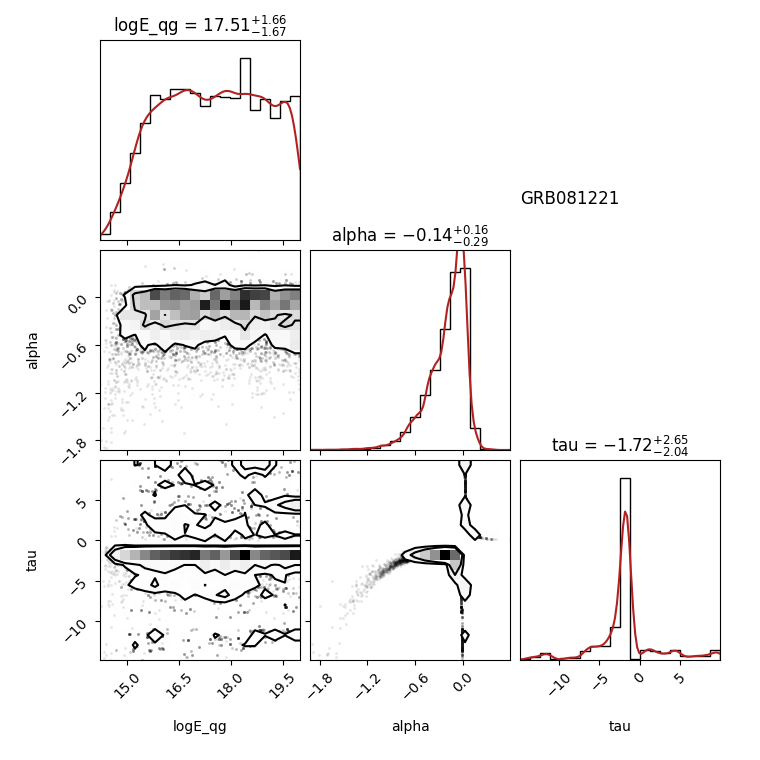 logE_qg = 17.51+1.66 −1.67
GRB081221
alpha = −0.14+0.16 −0.29
alpha
0.0
−0.6
−1.2
−1.8
tau = −1.72+2.65 −2.04
tau
5
0
−5
−10
15.0 16.5 18.0 19.5
−1.8 −1.2 −0.6 0.0
−10 −5 0 5
logE_qg alpha tau